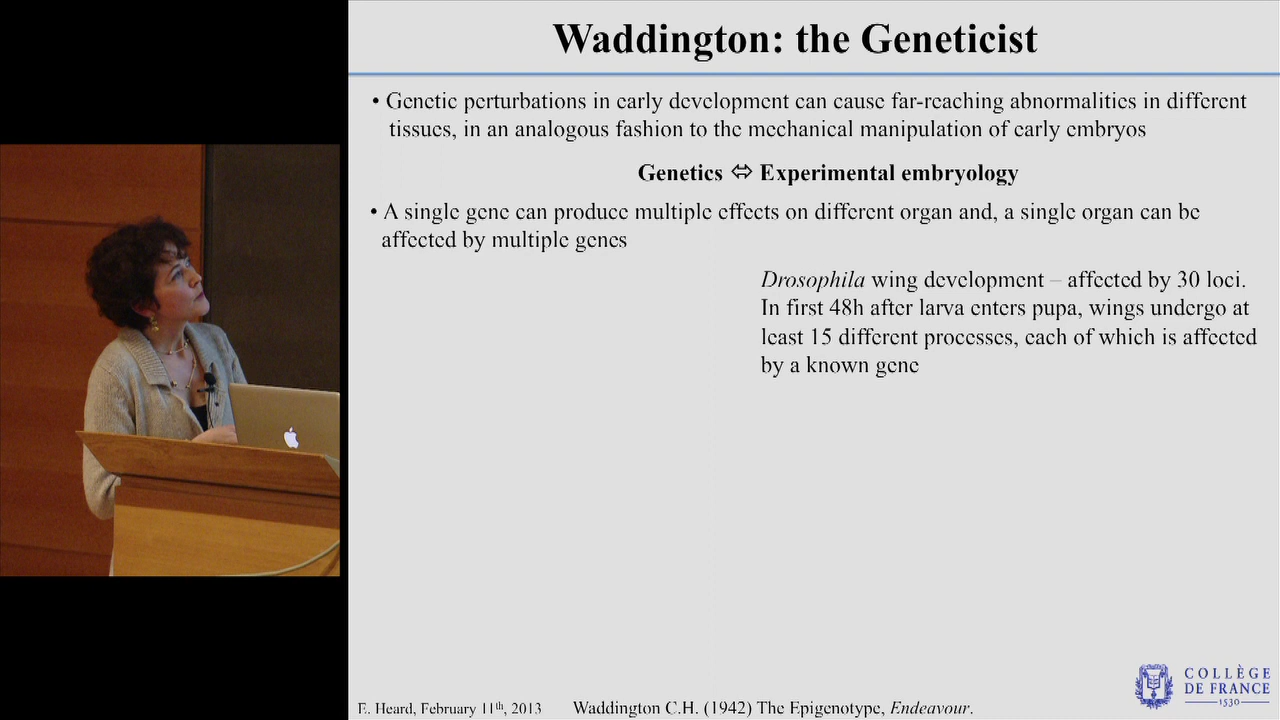 Waddington: the Geneticist
• Genetic perturbations in early development can cause far-reaching abnormalities in different
tissues, in an analogous fashion to the mechanical manipulation of early embryos
Genetics ⇔ Experimental embryology
• A single gene can produce multiple effects on different organ and, a single organ can be
affected by multiple genes
Drosophila wing development – affected by 30 loci.
In first 48h after larva enters pupa, wings undergo at
least 15 different processes, each of which is affected
by a known gene
COLLÈGE
DE FRANCE
1530
E. Heard, February 11th, 2013 Waddington C.H. (1942) The Epigenotype, Endeavour.